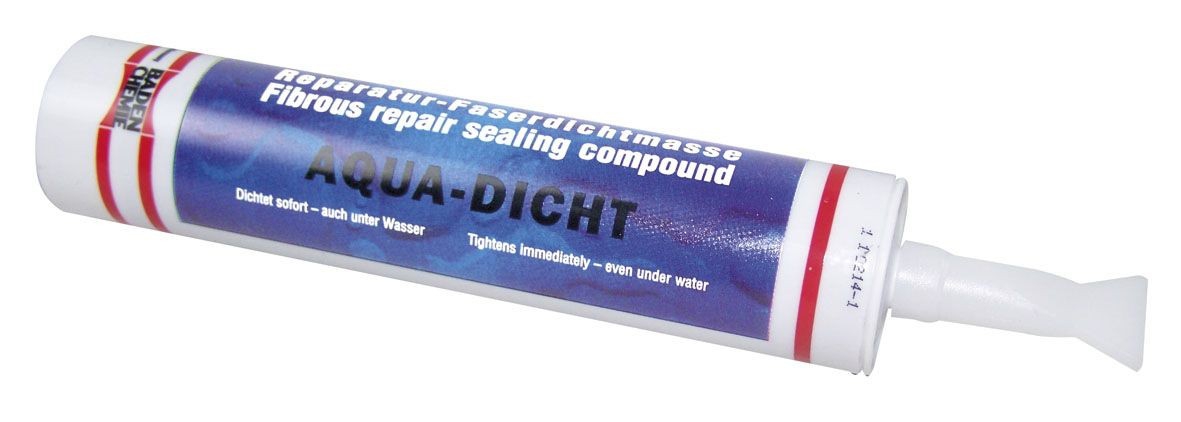 BADEN
CHEMIE
Reparatur-Faserdichtmasse
Fibrous repair sealing compound
AQUA-DICHT
Dichtet sofort – auch unter Wasser
Tightens immediately – even under water